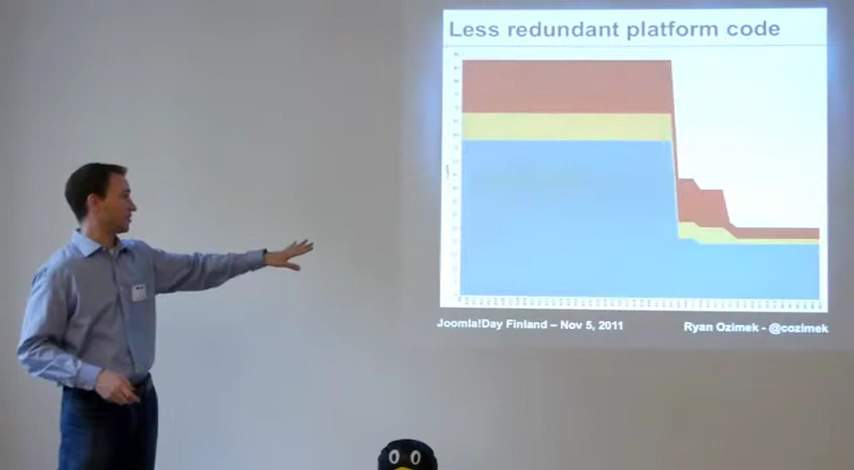 Less redundant platform code
Joomla!Day Finland – Nov 5, 2011
Ryan Ozimek - @cozimek